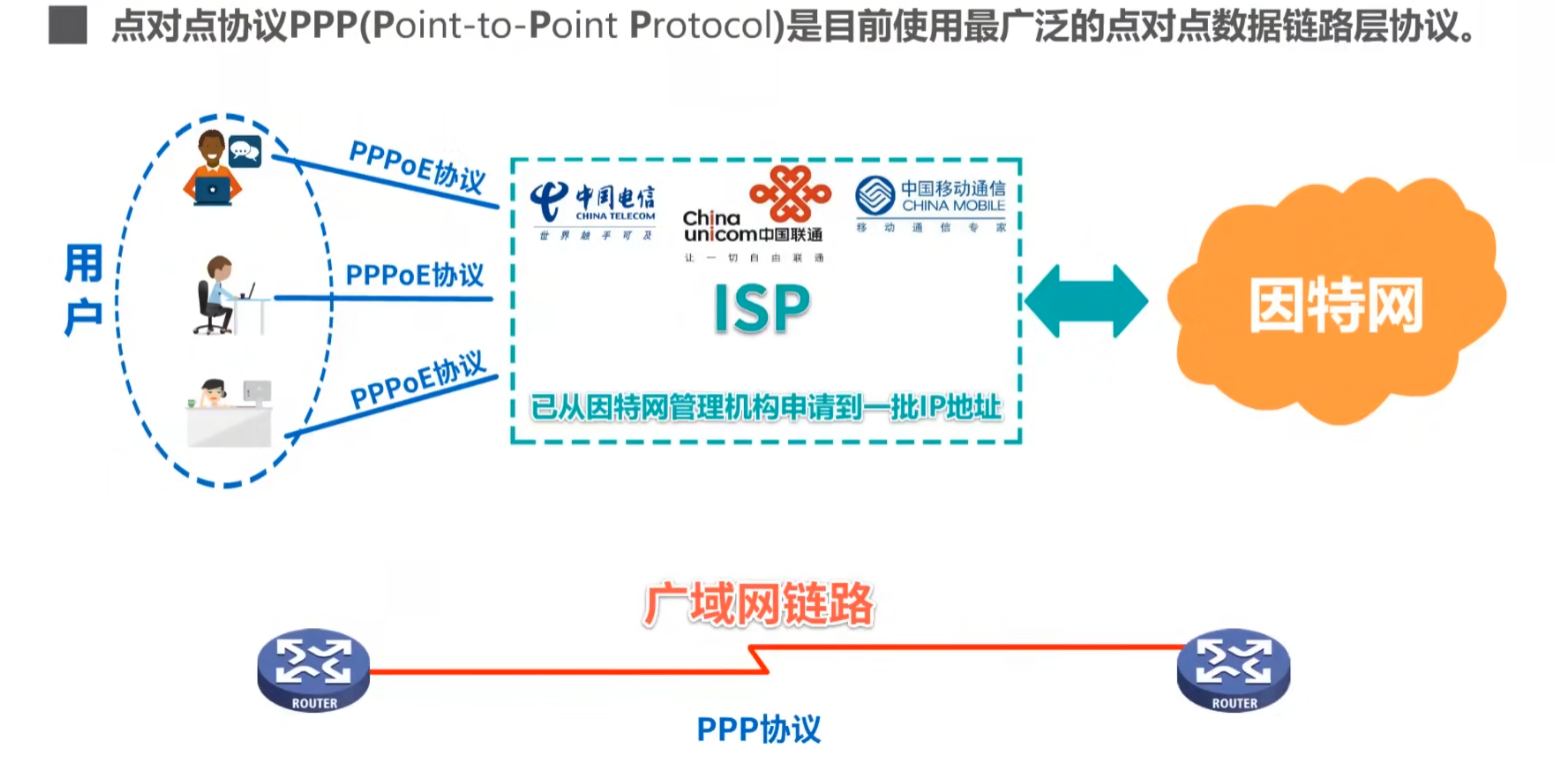 点对点协议PPP(Point-to-Point Protocol)是目前使用最广泛的点对点数据链路层协议。
用户
PPPoE协议
PPPoE协议
PPPoE协议
中国电信
CHINA TELECOM
世界触手可及
China
unicom中国联通
让一切自由联通
中国移动通信
CHINA MOBILE
移动通信专家
ISP
已从因特网管理机构申请到一批IP地址
因特网
广域网链路
ROUTER
ROUTER
PPP协议